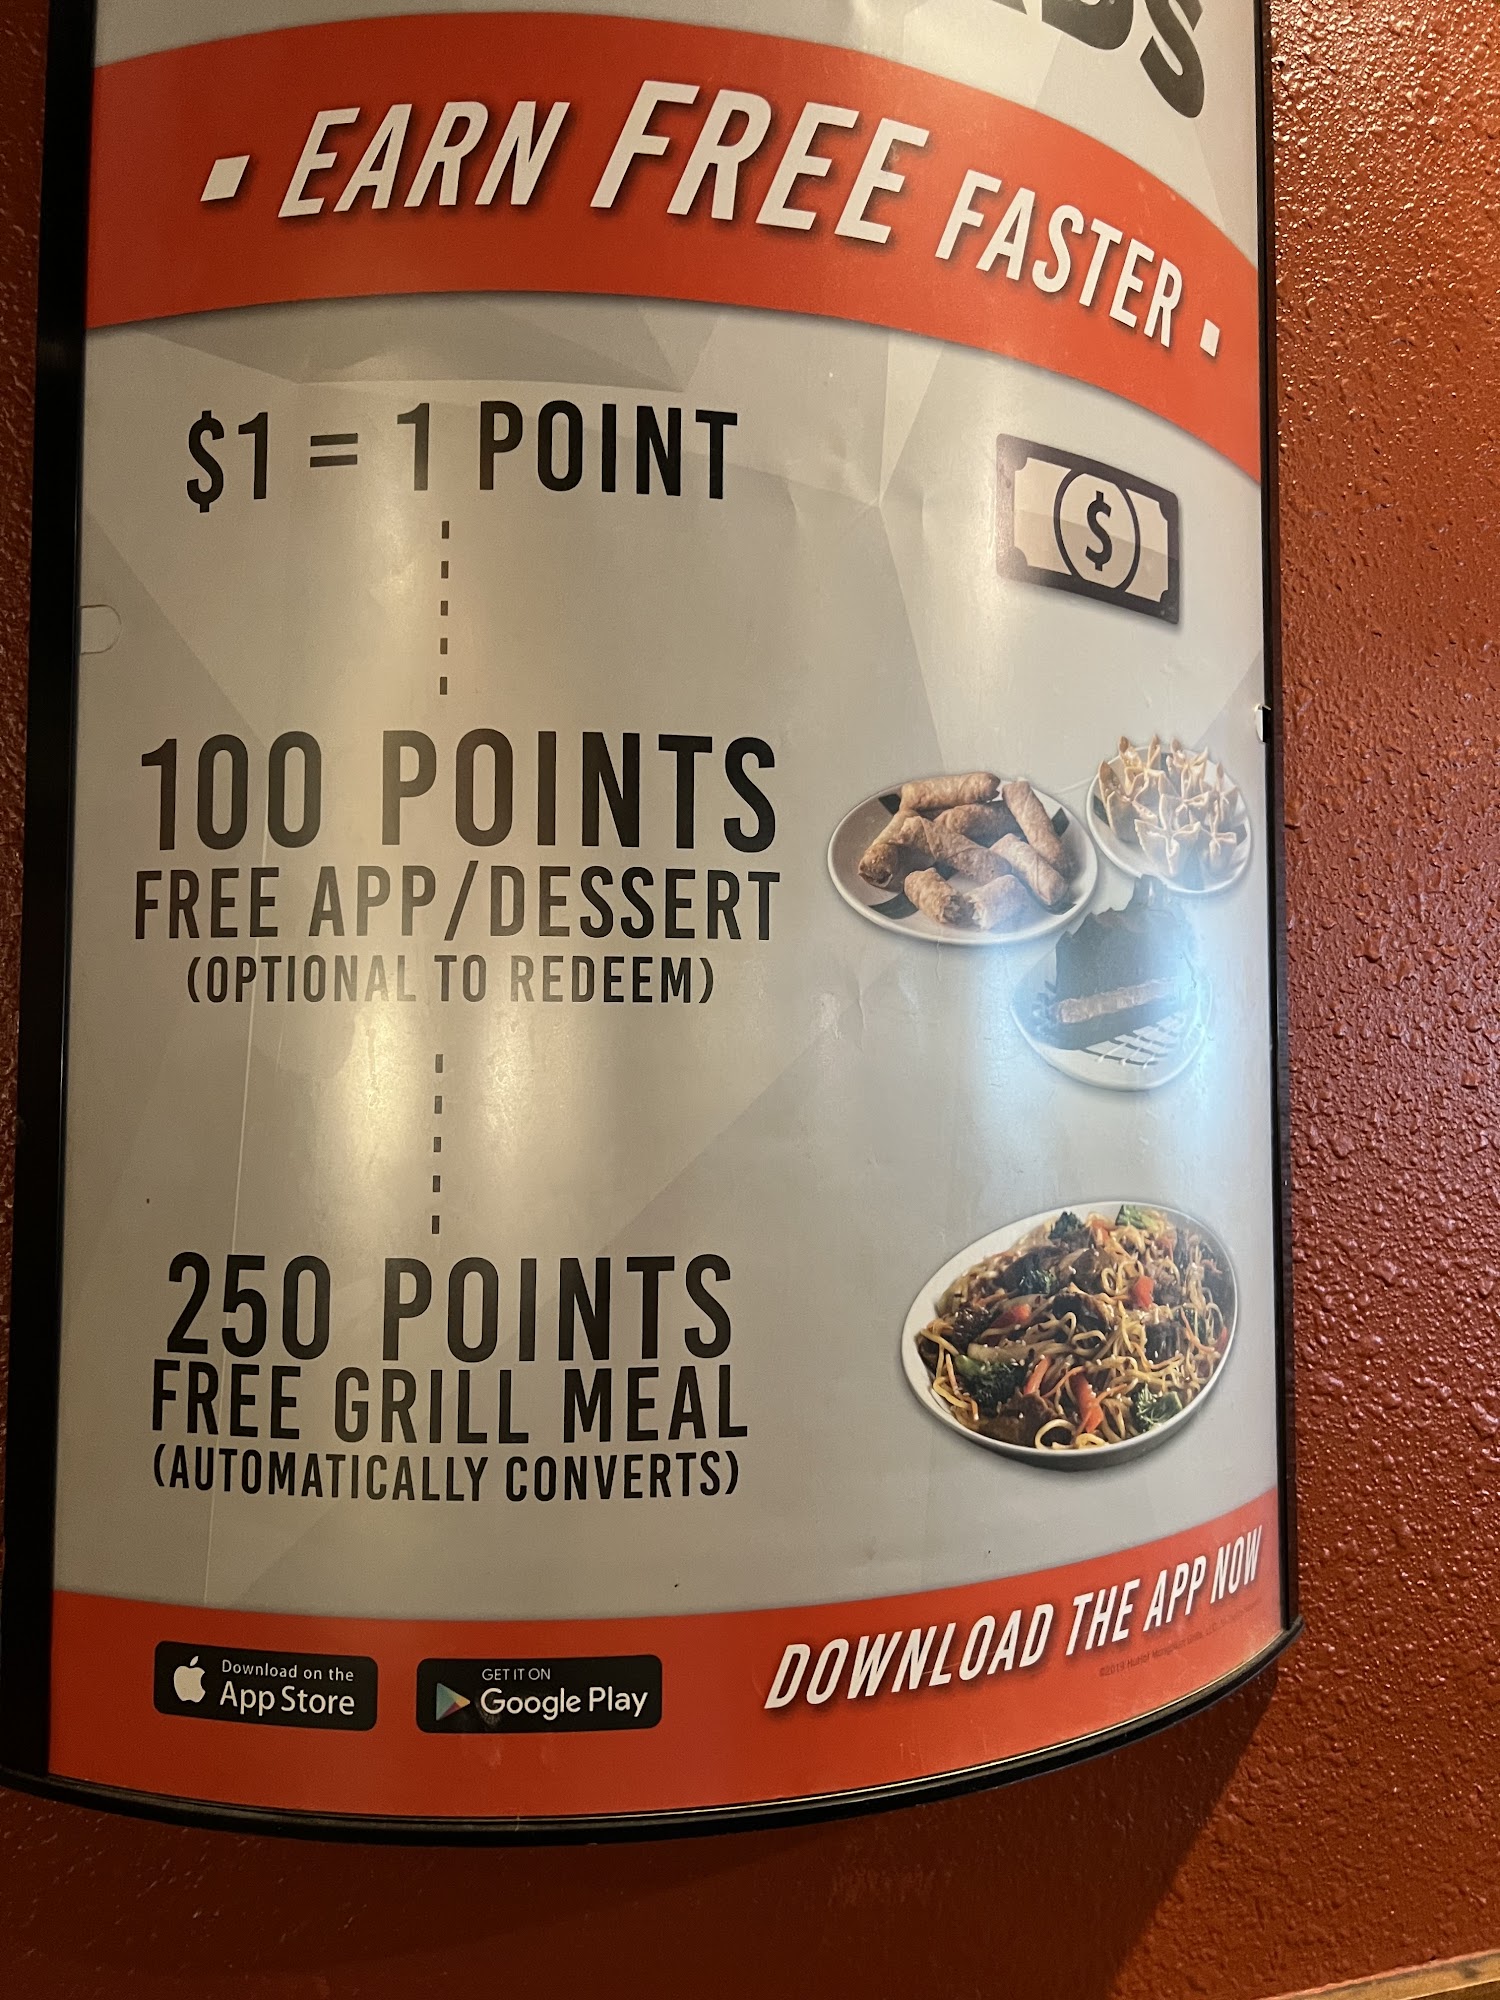 • EARN FREE FASTER •
$1 = 1 POINT
$
100 POINTS
FREE APP/DESSERT
(OPTIONAL TO REDEEM)
250 POINTS
FREE GRILL MEAL
(AUTOMATICALLY CONVERTS)
DOWNLOAD THE APP NOW
Download on the
App Store
GET IT ON
Google Play